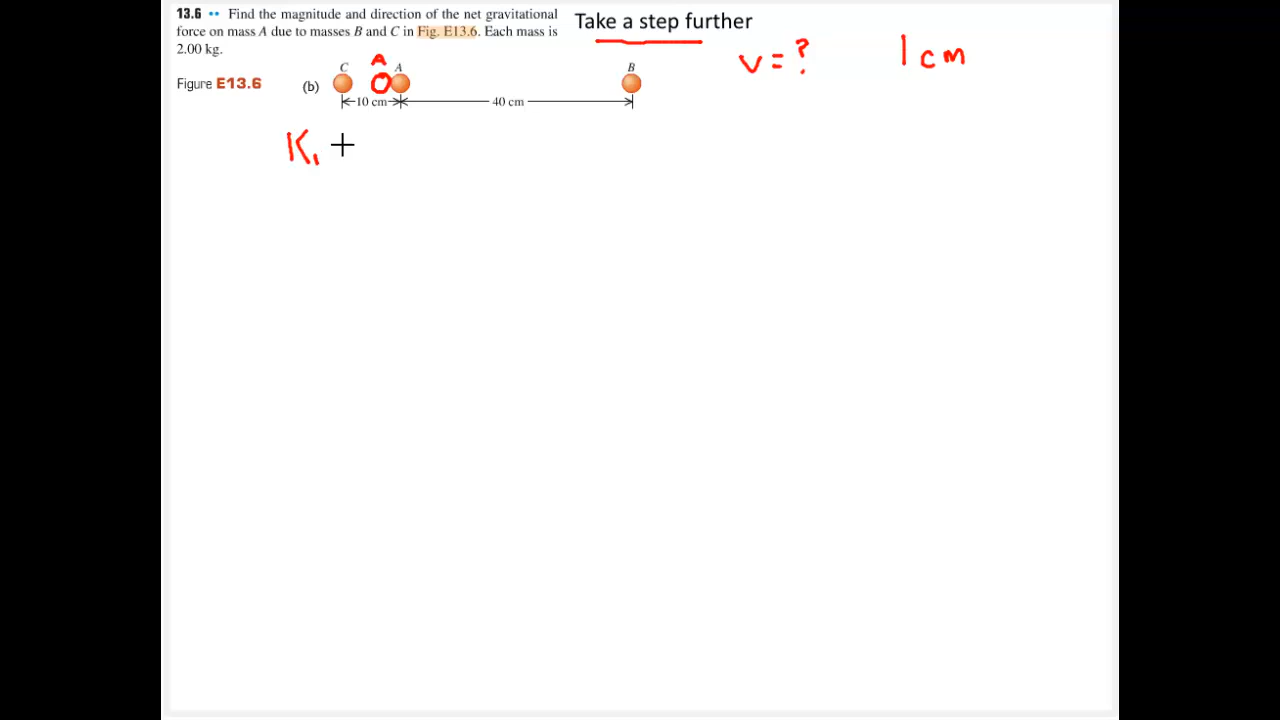 13.6 •• Find the magnitude and direction of the net gravitational
force on mass A due to masses B and C in Fig. E13.6. Each mass is
2.00 kg.
Take a step further
v = ?
1 cm
Figure E13.6
(b)
C A A B
10 cm 40 cm
K₁ +